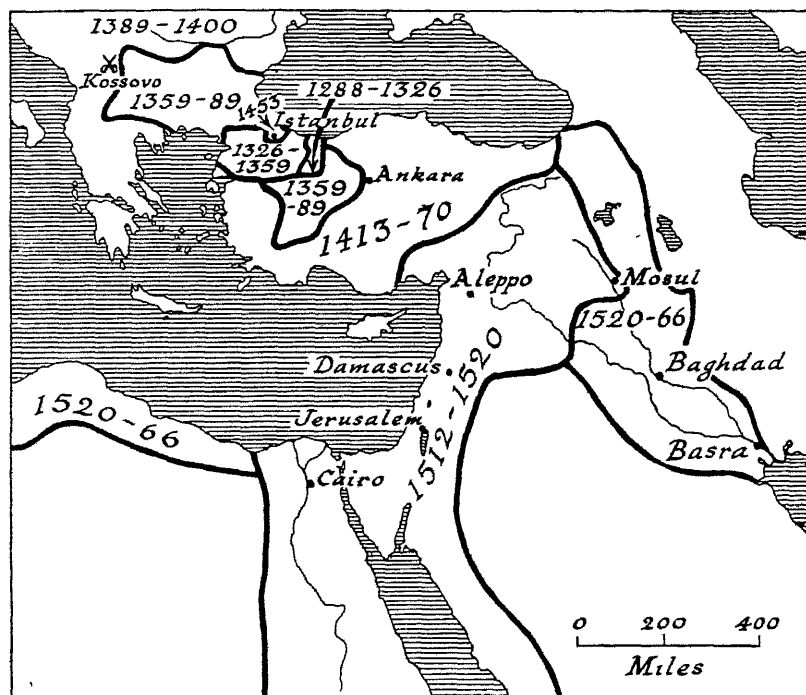 1389-1400
Kossovo
1359-89
1453
Istanbul
1288-1326
1326-
1359
1359
-89
Ankara
1413-70
Aleppo
Mosul
1520-66
Damascus
Baghdad
1520-66
Jerusalem
1512-1520
Basra
Cairo
0 200 400
Miles